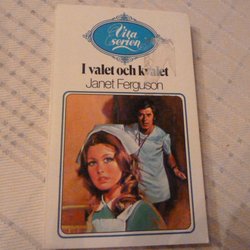 Vita
serien
I valet och kvalet
Janet Ferguson